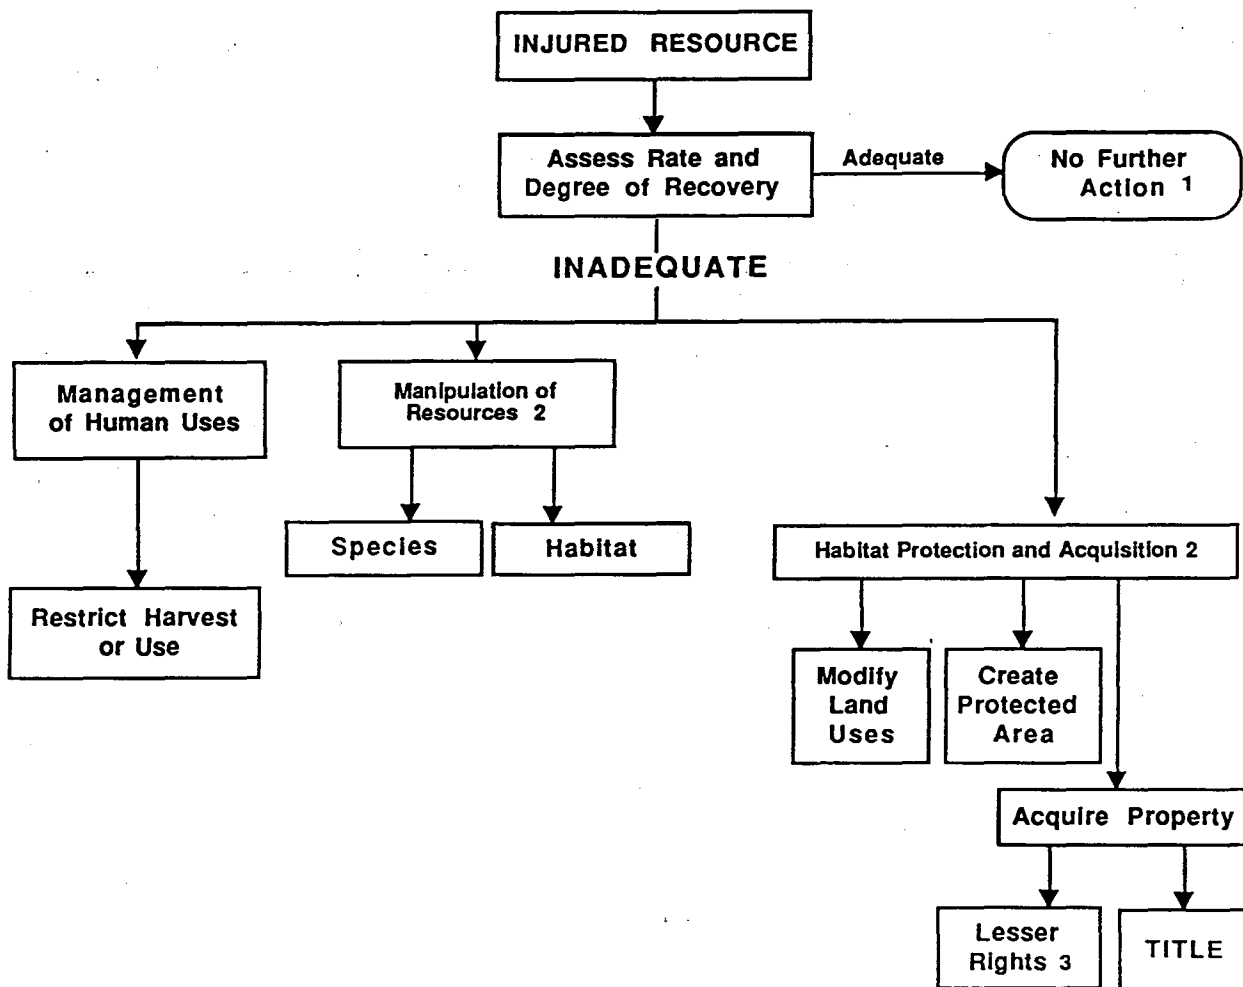 INJURED RESOURCE
Assess Rate and
Degree of Recovery
Adequate
No Further
Action 1
INADEQUATE
Management
of Human Uses
Manipulation of
Resources 2
Species
Habitat
Restrict Harvest
or Use
Habitat Protection and Acquisition 2
Modify
Land
Uses
Create
Protected
Area
Acquire Property
Lesser
Rights 3
TITLE